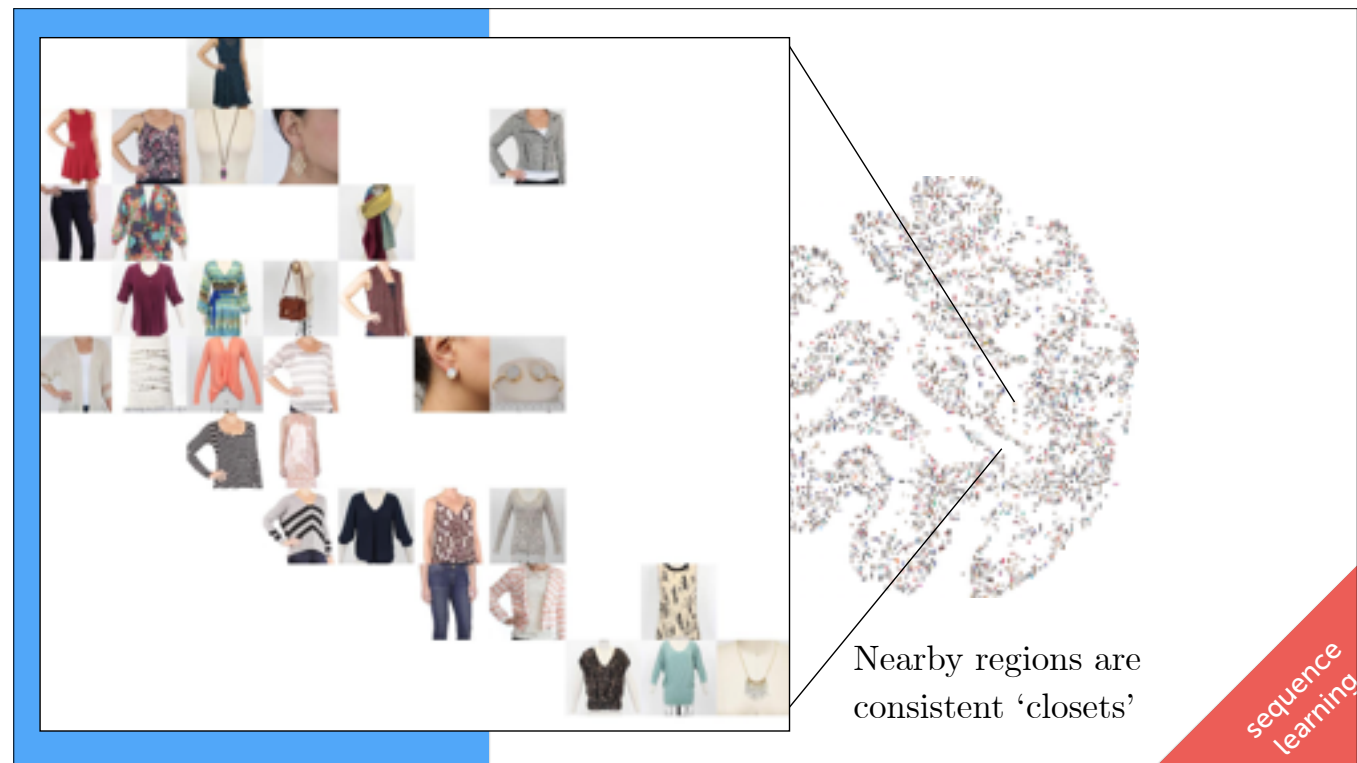 Nearby regions are
consistent ‘closets’
sequence
learning